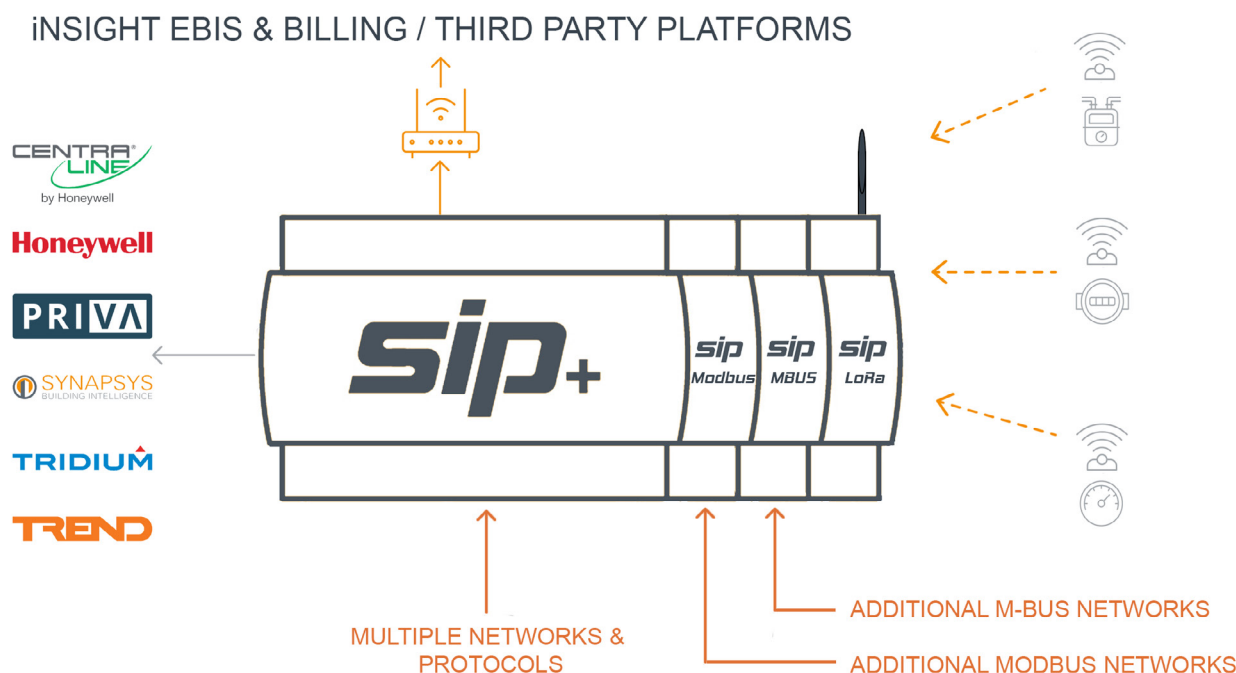 iNSIGHT EBIS & BILLING / THIRD PARTY PLATFORMS
CENTRA®
LINE
by Honeywell
Honeywell
PRIVA
SYNAPSYS
BUILDING INTELLIGENCE
TRIDIUM
TREND
sip+
sip
Modbus
sip
MBUS
sip
LoRa
MULTIPLE NETWORKS &
PROTOCOLS
ADDITIONAL M-BUS NETWORKS
ADDITIONAL MODBUS NETWORKS